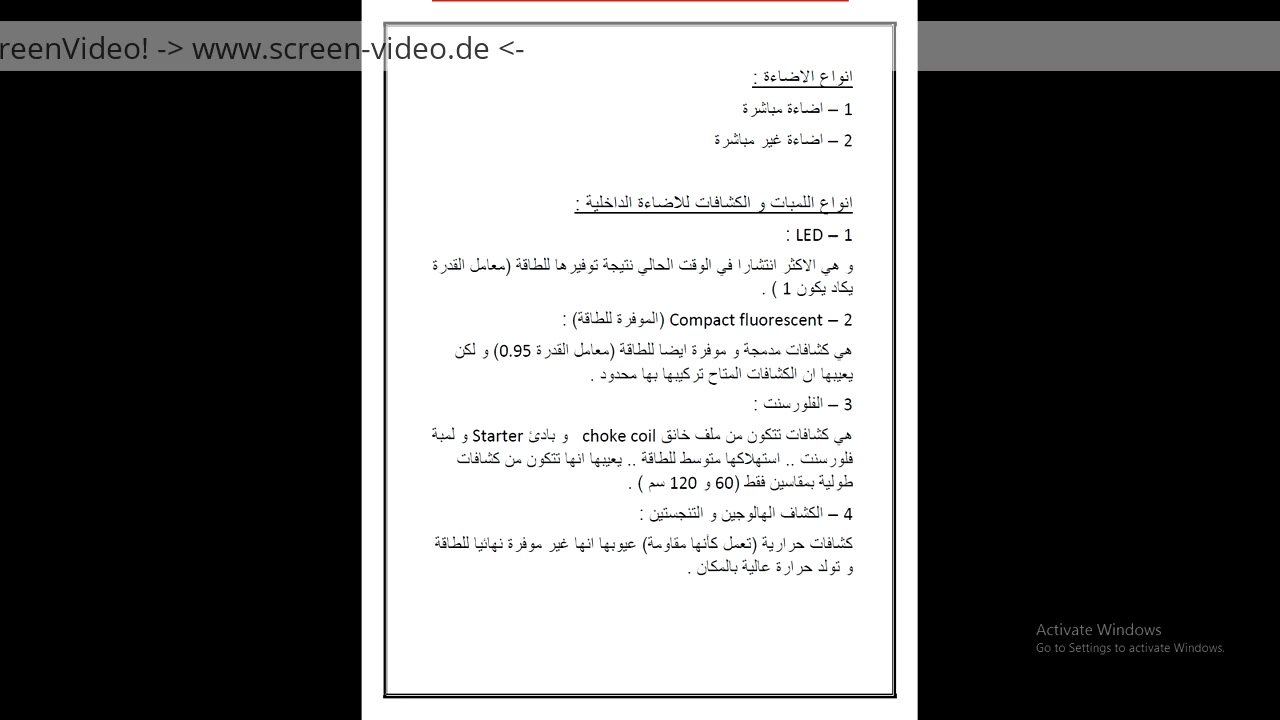 reenVideo! -> www.screen-video.de <-
انواع الاضاءة :
1 – اضاءة مباشرة
2 – اضاءة غير مباشرة
انواع اللمبات و الكشافات للاضاءة الداخلية :
1 – LED :
و هي الاكثر انتشارا في الوقت الحالي نتيجة توفيرها للطاقة (معامل القدرة
يكاد يكون 1 ) .
2 – Compact fluorescent (الموفرة للطاقة) :
هي كشافات مدمجة و موفرة ايضا للطاقة (معامل القدرة 0.95) و لكن
يعيبها ان الكشافات المتاح تركيبها بها محدود .
3 – الفلورسنت :
هي كشافات تتكون من ملف خانق choke coil و بادئ Starter و لمبة
فلورسنت .. استهلاكها متوسط للطاقة .. يعيبها انها تتكون من كشافات
طولية بمقاسين فقط (60 و 120 سم ) .
4 – الكشاف الهالوجين و التنجستين :
كشافات حرارية (تعمل كأنها مقاومة) عيوبها انها غير موفرة نهائيا للطاقة
و تولد حرارة عالية بالمكان .
Activate Windows
Go to Settings to activate Windows.